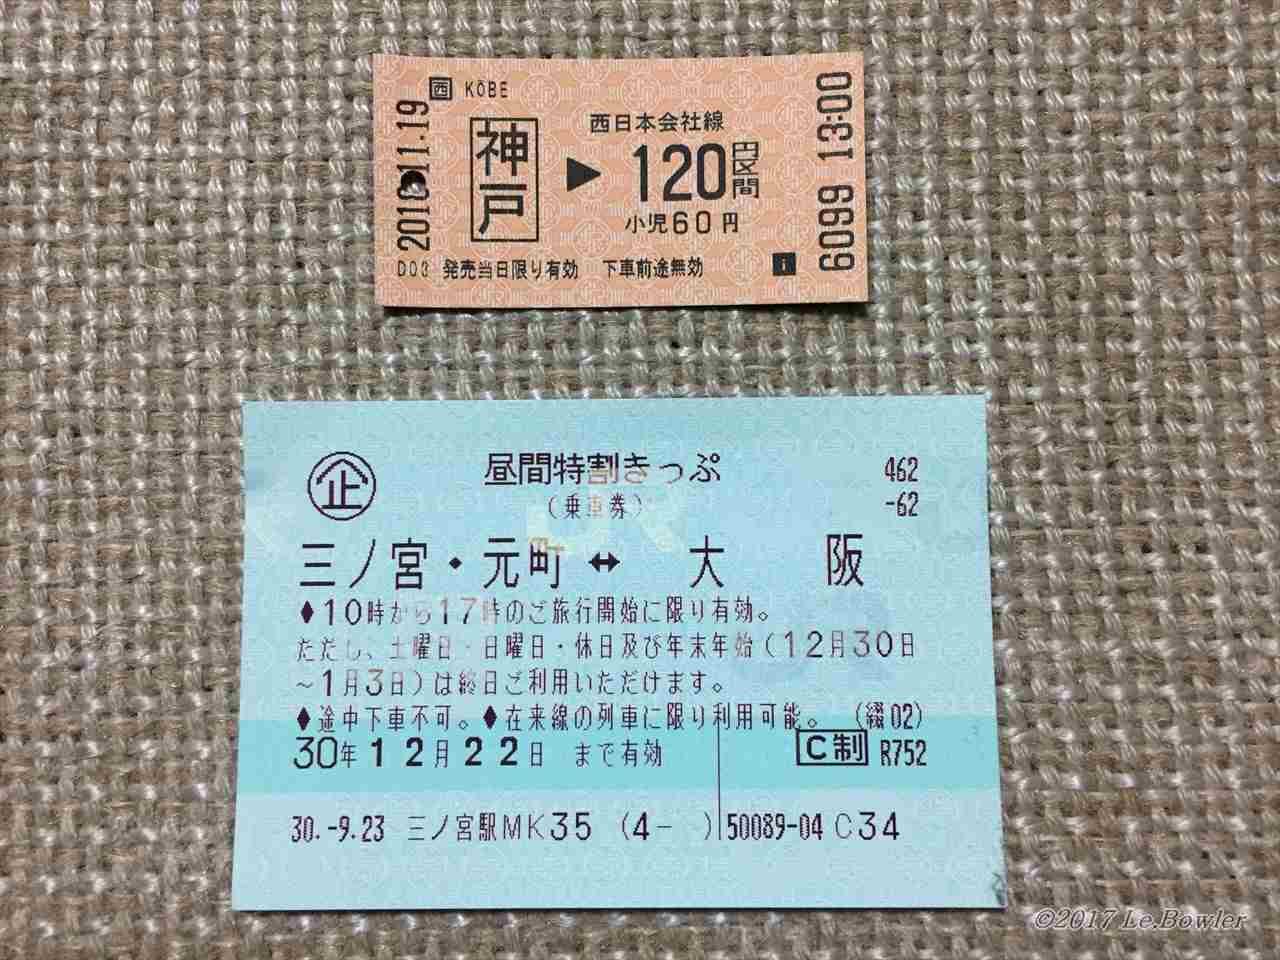 西 KŌBE
神戸 ▶ 西日本会社線
120円区間
小児60円
D03 発売当日限り有効 下車前途無効 i
11.19
6099 13:00
企 昼間特割きっぷ 462
(乗車券) -62
三ノ宮・元町 ↔ 大 阪
♦10時から17時のご旅行開始に限り有効。
ただし、土曜日・日曜日・休日及び年末年始(12月30日
~1月3日)は終日ご利用いただけます。
♦途中下車不可。♦在来線の列車に限り利用可能。 (綴02)
30年12月22日 まで有効 C制 R752
30.-9.23 三ノ宮駅MK35 (4- ) 50089-04 C34
©2017 Le.Bowler